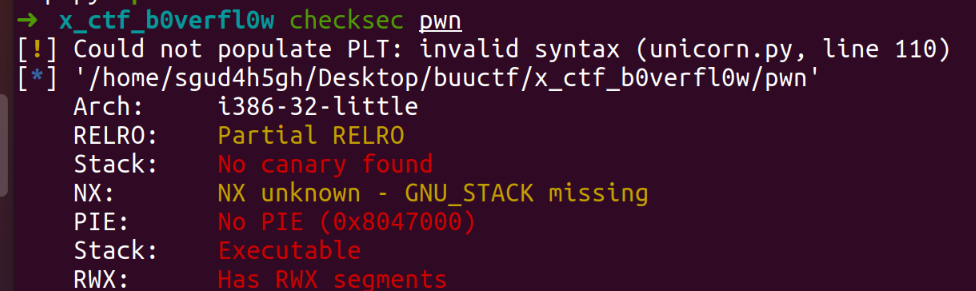 ➜ x_ctf_b0verfl0w checksec pwn
[!] Could not populate PLT: invalid syntax (unicorn.py, line 110)
[*] '/home/sgud4h5gh/Desktop/buuctf/x_ctf_b0verfl0w/pwn'
Arch: i386-32-little
RELRO: Partial RELRO
Stack: No canary found
NX: NX unknown - GNU_STACK missing
PIE: No PIE (0x8047000)
Stack: Executable
RWX: Has RWX segments